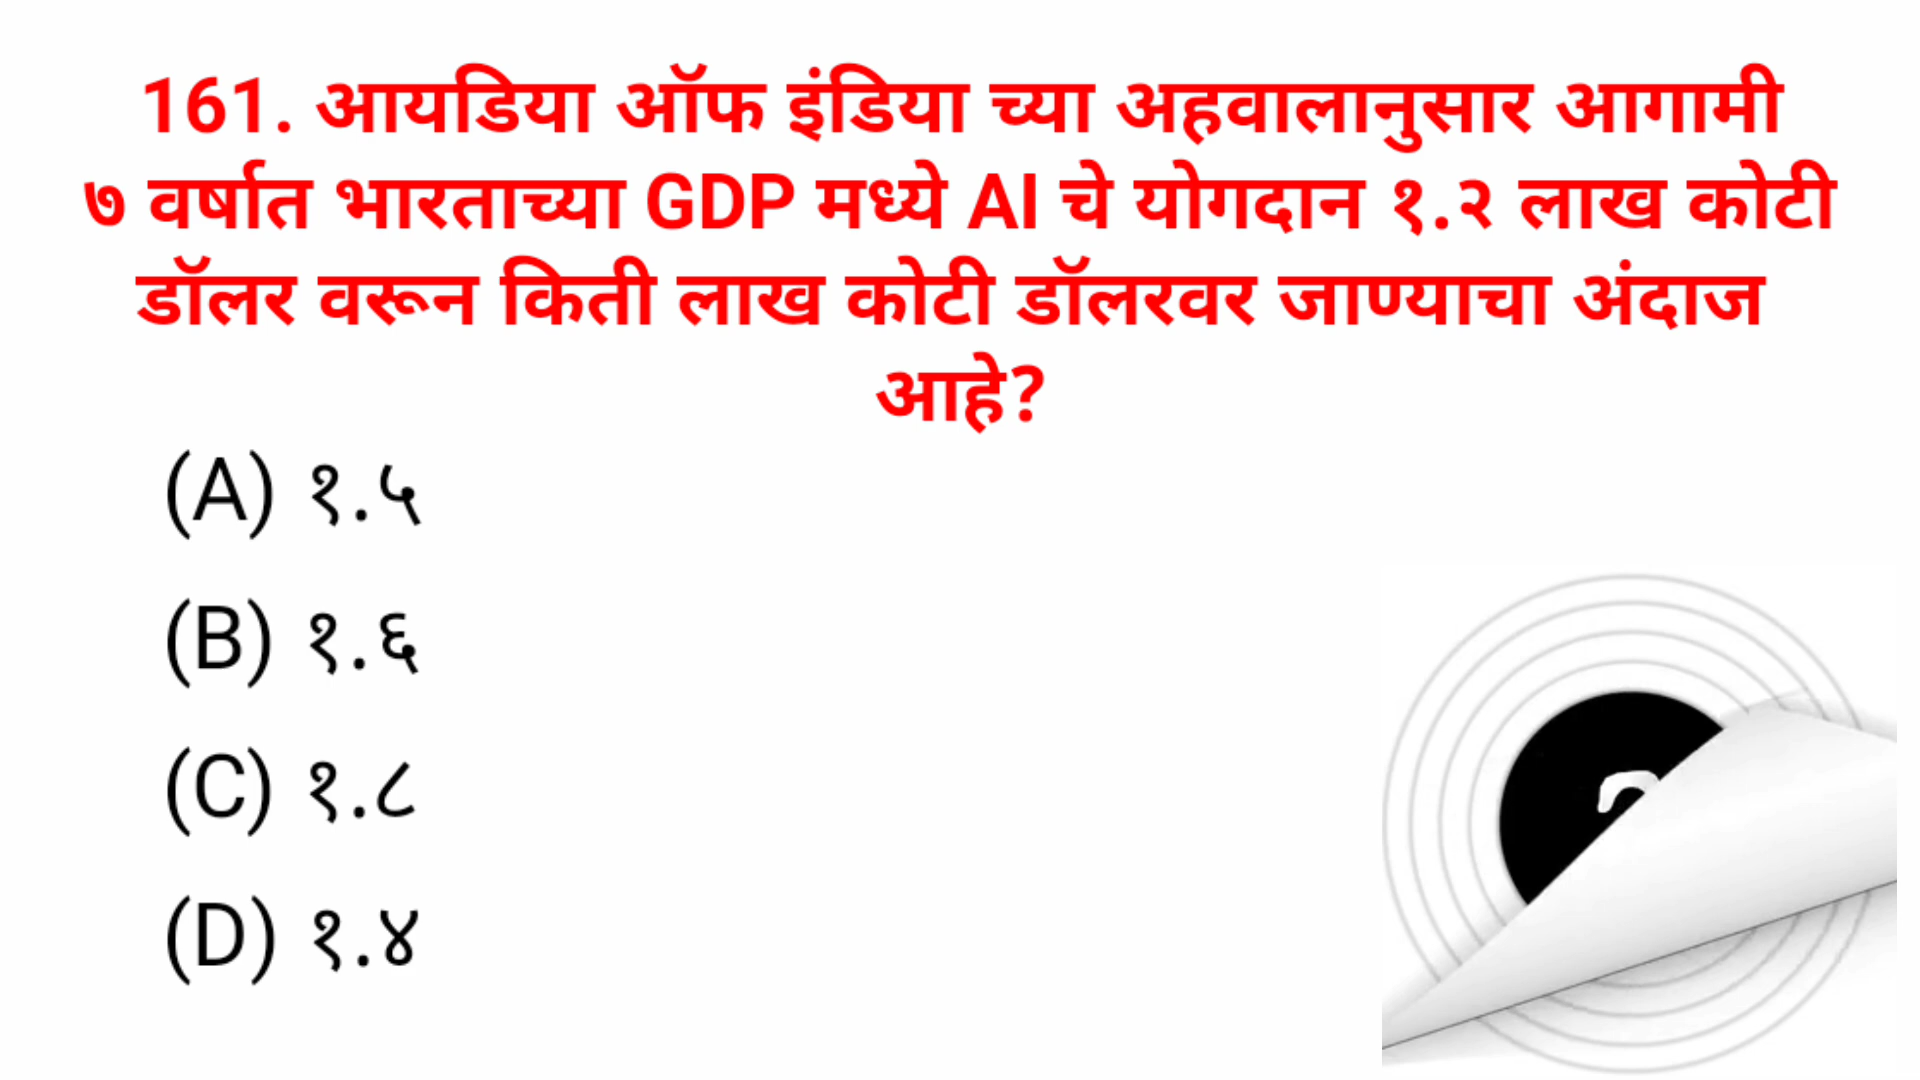 161. आयडिया ऑफ इंडिया च्या अहवालानुसार आगामी
७ वर्षात भारताच्या GDP मध्ये AI चे योगदान १.२ लाख कोटी
डॉलर वरून किती लाख कोटी डॉलरवर जाण्याचा अंदाज
आहे?
(A) १.५
(B) १.६
(C) १.८
(D) १.४